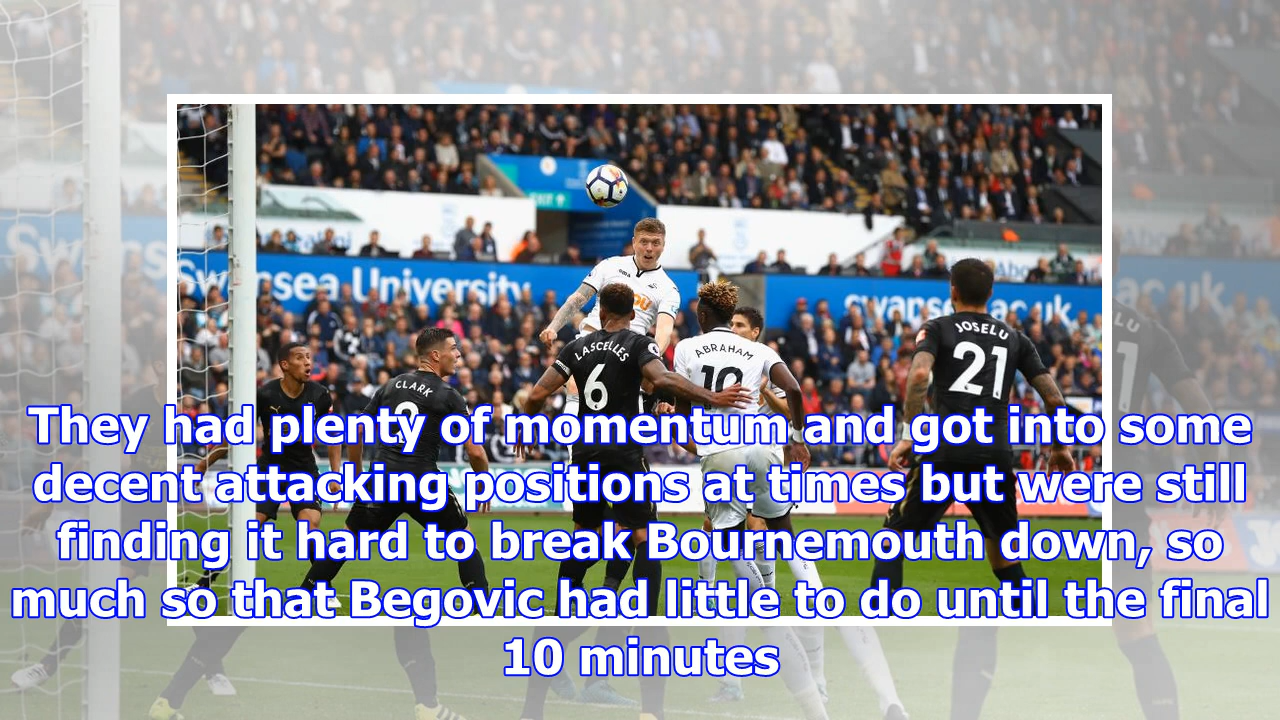 EXIT
Swansea University
swansea.ac.uk
JOSELU
21
LASCELLES
6
ABRAHAM
10
CLARK
They had plenty of momentum and got into some
decent attacking positions at times but were still
finding it hard to break Bournemouth down, so
much so that Begovic had little to do until the final
10 minutes